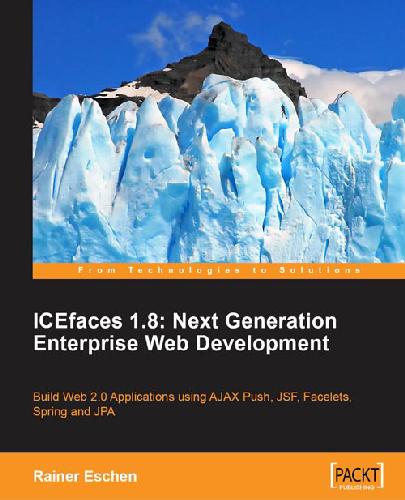 From Technologies to Solutions
ICEfaces 1.8: Next Generation
Enterprise Web Development
Build Web 2.0 Applications using AJAX Push, JSF, Facelets,
Spring and JPA
Rainer Eschen
PACKT
PUBLISHING